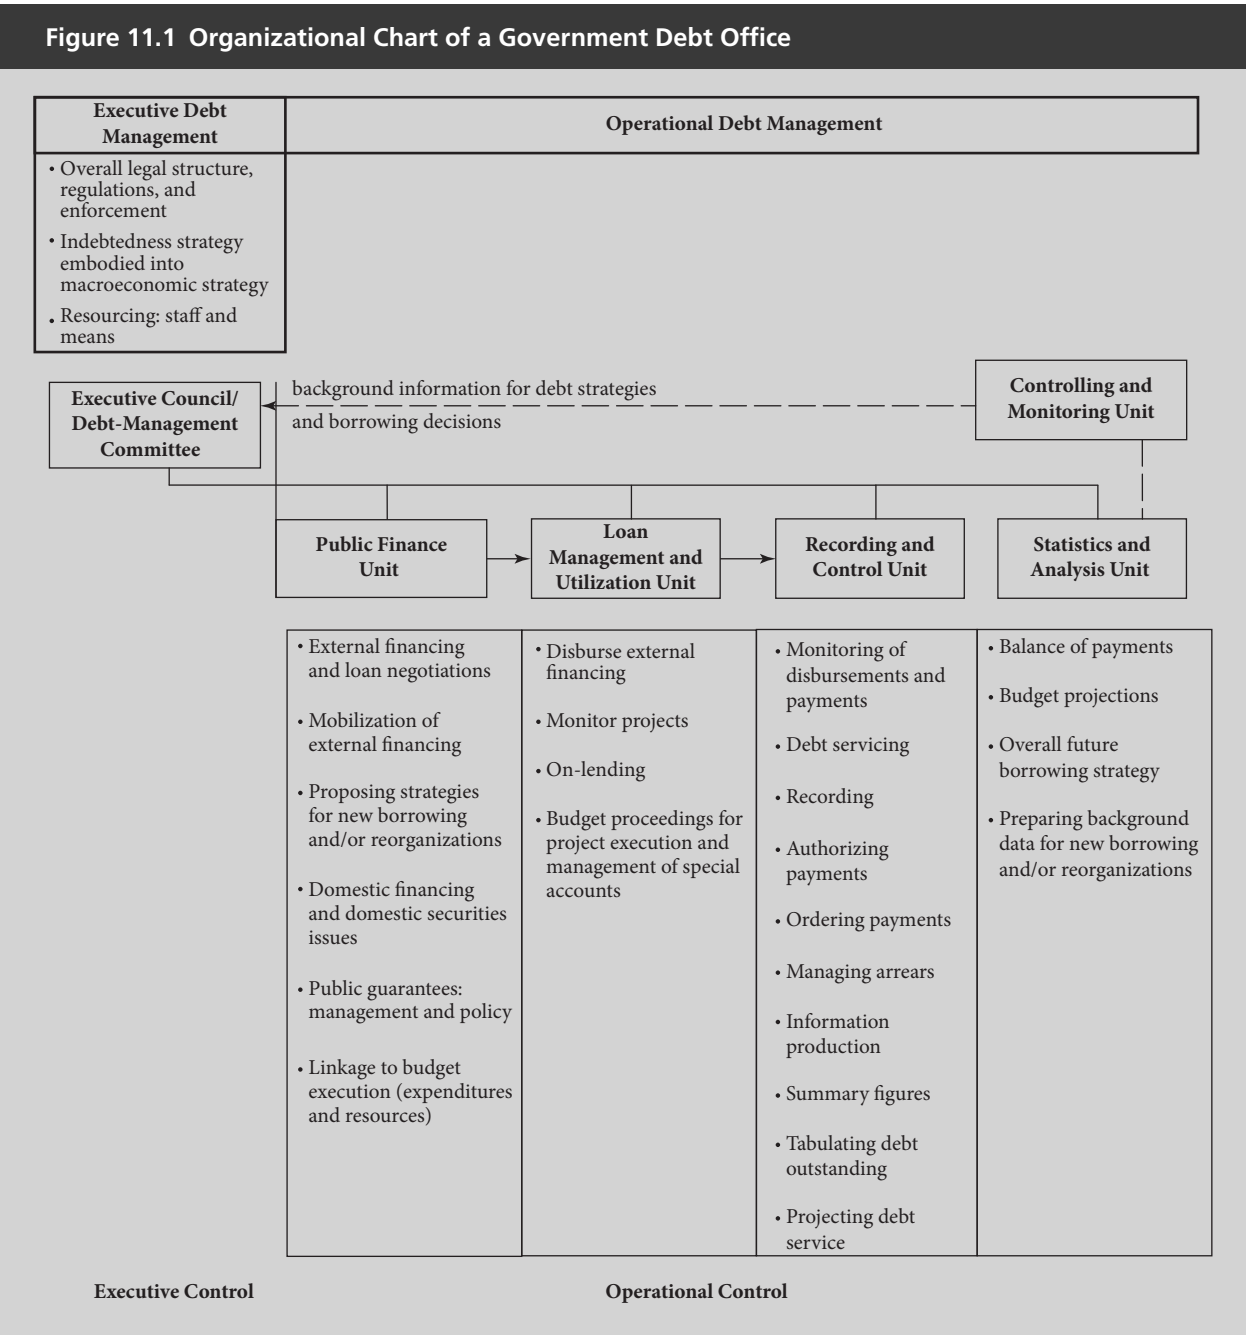 Figure 11.1 Organizational Chart of a Government Debt Office
Executive Debt
Management
Operational Debt Management
• Overall legal structure,
regulations, and
enforcement
• Indebtedness strategy
embodied into
macroeconomic strategy
• Resourcing: staff and
means
Executive Council/
Debt-Management
Committee
background information for debt strategies
and borrowing decisions
Controlling and
Monitoring Unit
Public Finance
Unit
Loan
Management and
Utilization Unit
Recording and
Control Unit
Statistics and
Analysis Unit
• External financing
and loan negotiations
• Mobilization of
external financing
• Proposing strategies
for new borrowing
and/or reorganizations
• Domestic financing
and domestic securities
issues
• Public guarantees:
management and policy
• Linkage to budget
execution (expenditures
and resources)
• Disburse external
financing
• Monitor projects
• On-lending
• Budget proceedings for
project execution and
management of special
accounts
• Monitoring of
disbursements and
payments
• Debt servicing
• Recording
• Authorizing
payments
• Ordering payments
• Managing arrears
• Information
production
• Summary figures
• Tabulating debt
outstanding
• Projecting debt
service
• Balance of payments
• Budget projections
• Overall future
borrowing strategy
• Preparing background
data for new borrowing
and/or reorganizations
Executive Control
Operational Control